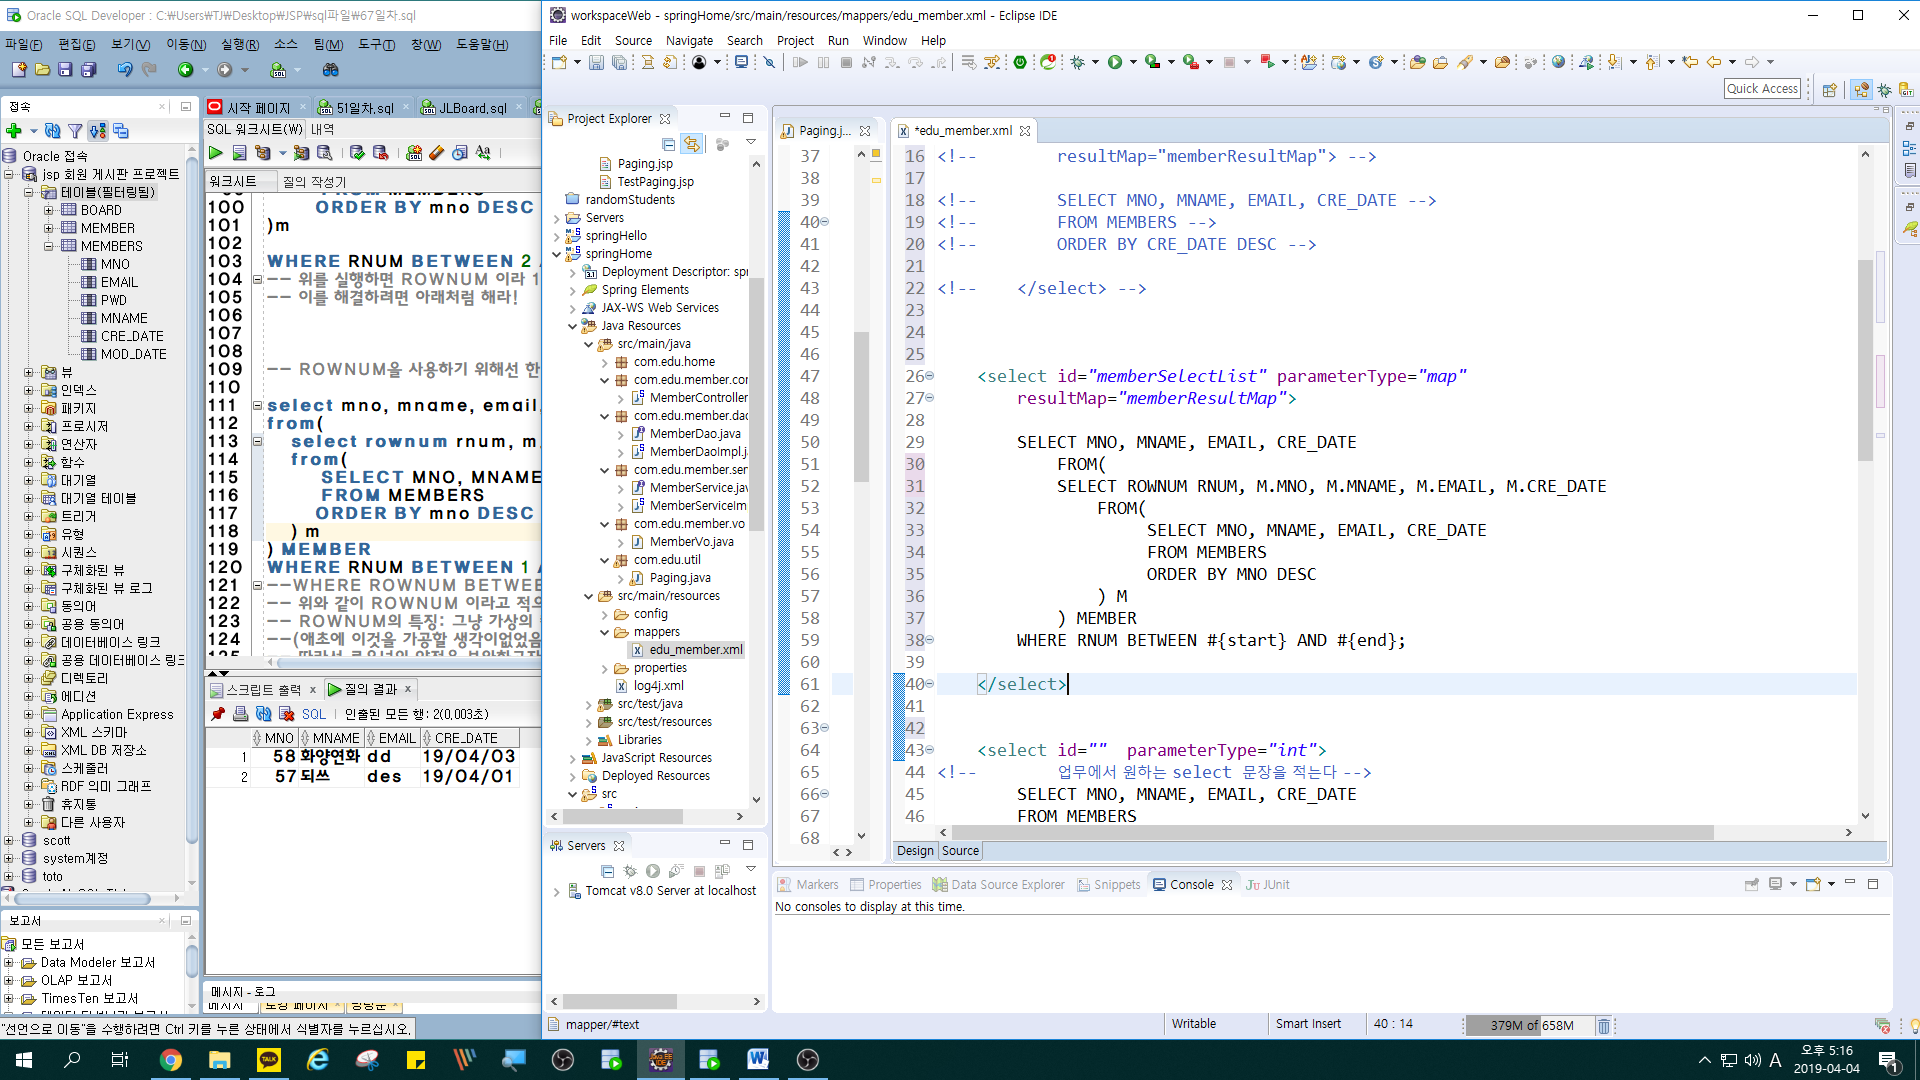 Oracle SQL Developer : C:₩Users₩TJ₩Desktop₩JSP₩sql파일₩67일차.sql
파일(F) 편집(E) 보기(V) 이동(N) 실행(R) 소스 팀(M) 도구(T) 창(W) 도움말(H)
접속
Oracle 접속
jsp 회원 게시판 프로젝트
테이블(필터링됨)
BOARD
MEMBER
MEMBERS
MNO
EMAIL
PWD
MNAME
CRE_DATE
MOD_DATE
뷰
인덱스
패키지
프로시저
연산자
함수
대기열
대기열 테이블
트리거
유형
시퀀스
구체화된 뷰
구체화된 뷰 로그
동의어
공용 동의어
데이터베이스 링크
공용 데이터베이스 링크
디렉토리
에디션
Application Express
XML 스키마
XML DB 저장소
스케줄러
RDF 의미 그래프
휴지통
다른 사용자
scott
system계정
toto
보고서
모든 보고서
Data Modeler 보고서
OLAP 보고서
TimesTen 보고서
"선언으로 이동"을 수행하려면 Ctrl 키를 누른 상태에서 식별자를 누르십시오.
시작 페이지 51일차.sql JLBoard.sql
SQL 워크시트(W) 내역
워크시트 질의 작성기
100 ORDER BY mno DESC
101 )m
102
103 WHERE RNUM BETWEEN 2
104 -- 위를 실행하면 ROWNUM 이라 1
105 -- 이를 해결하려면 아래처럼 해라!
106
107
108
109 -- ROWNUM을 사용하기 위해선 한
110
111 select mno, mname, email,
112 from(
113 select rownum rnum, m
114 from(
115 SELECT MNO, MNAME
116 FROM MEMBERS
117 ORDER BY mno DESC
118 ) m
119 ) MEMBER
120 WHERE RNUM BETWEEN 1
121 --WHERE ROWNUM BETWEE
122 -- 위와 같이 ROWNUM 이라고 적으
123 -- ROWNUM의 특징: 그냥 가상의
124 --(애초에 이것을 가공할 생각이없었음
스크립트 출력 질의 결과
SQL 인출된 모든 행: 2(0,003초)
MNO MNAME EMAIL CRE_DATE
1 58 화양연화 dd 19/04/03
2 57 되쓰 des 19/04/01
메시지 - 로그
workspaceWeb - springHome/src/main/resources/mappers/edu_member.xml - Eclipse IDE
File Edit Source Navigate Search Project Run Window Help
Quick Access
Project Explorer
Paging.jsp
TestPaging.jsp
randomStudents
Servers
springHello
springHome
Deployment Descriptor: spr
Spring Elements
JAX-WS Web Services
Java Resources
src/main/java
com.edu.home
com.edu.member.cor
MemberController
com.edu.member.dao
MemberDao.java
MemberDaoImpl.ja
com.edu.member.ser
MemberService.jav
MemberServiceIm
com.edu.member.vo
MemberVo.java
com.edu.util
Paging.java
src/main/resources
config
mappers
edu_member.xml
properties
log4j.xml
src/test/java
src/test/resources
Libraries
JavaScript Resources
Deployed Resources
src
Servers
Tomcat v8.0 Server at localhost
Paging.j... *edu_member.xml
37
38
39
40
41
42
43
44
45
46
47
48
49
50
51
52
53
54
55
56
57
58
59
60
61
62
63
64
65
66
67
68
16 <!-- resultMap="memberResultMap"> -->
17
18 <!-- SELECT MNO, MNAME, EMAIL, CRE_DATE -->
19 <!-- FROM MEMBERS -->
20 <!-- ORDER BY CRE_DATE DESC -->
21
22 <!-- </select> -->
23
24
25
26 <select id="memberSelectList" parameterType="map"
27 resultMap="memberResultMap">
28
29 SELECT MNO, MNAME, EMAIL, CRE_DATE
30 FROM(
31 SELECT ROWNUM RNUM, M.MNO, M.MNAME, M.EMAIL, M.CRE_DATE
32 FROM(
33 SELECT MNO, MNAME, EMAIL, CRE_DATE
34 FROM MEMBERS
35 ORDER BY MNO DESC
36 ) M
37 ) MEMBER
38 WHERE RNUM BETWEEN #{start} AND #{end};
39
40 </select>
41
42
43 <select id="" parameterType="int">
44 <!-- 업무에서 원하는 select 문장을 적는다 -->
45 SELECT MNO, MNAME, EMAIL, CRE_DATE
46 FROM MEMBERS
Design Source
Markers Properties Data Source Explorer Snippets Console JUnit
No consoles to display at this time.
mapper/#text Writable Smart Insert 40 : 14 379M of 658M
A 오후 5:16
2019-04-04
1